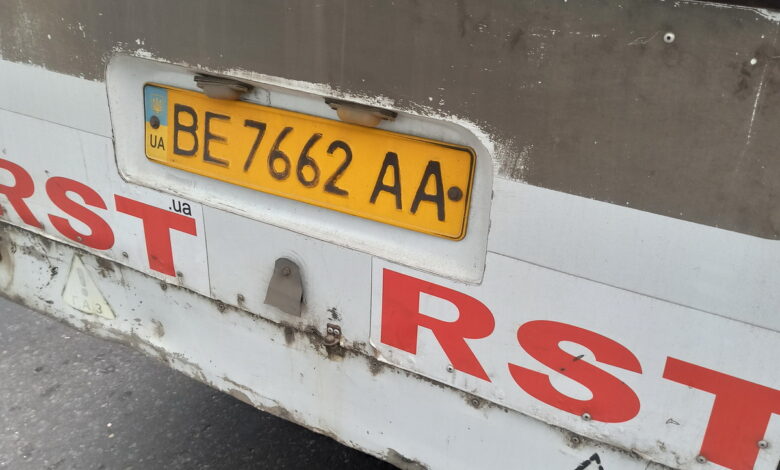 UA
BE 7662 AA
RST
.ua
ГАЗ
RST